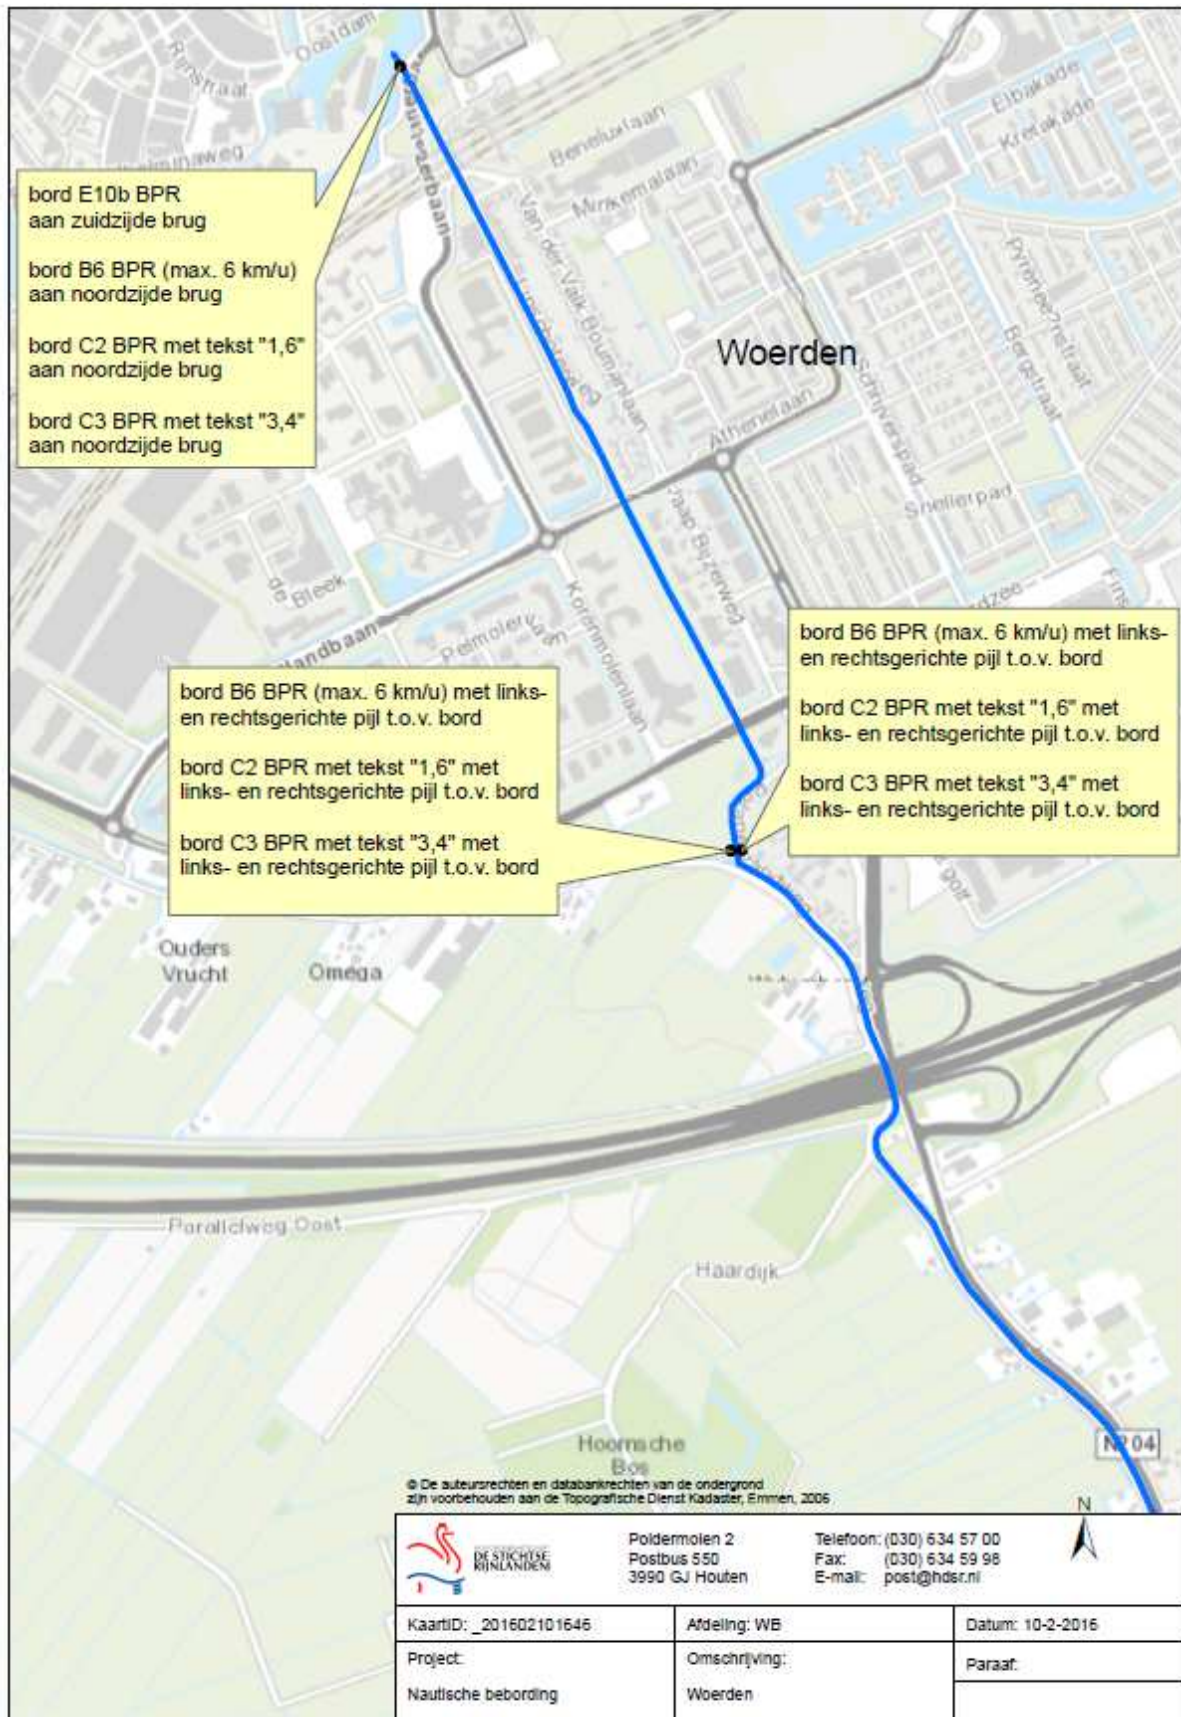 Oostdam
Rijnstraat
Beneluxlaan
Minkemalaan
Elbakade
Kretakade
bord E10b BPR
aan zuidzijde brug
bord B6 BPR (max. 6 km/u)
aan noordzijde brug
bord C2 BPR met tekst "1,6"
aan noordzijde brug
bord C3 BPR met tekst "3,4"
aan noordzijde brug
Van der Valk Boumanlaan
Woerden
Schrijverspad
Bergstraat
Athenelaan
Snellerpad
Jaap Bijzerweg
de Bleek
Pelmolenlaan
Korenmolenlaan
bord B6 BPR (max. 6 km/u) met links-
en rechtsgerichte pijl t.o.v. bord
bord C2 BPR met tekst "1,6" met
links- en rechtsgerichte pijl t.o.v. bord
bord C3 BPR met tekst "3,4" met
links- en rechtsgerichte pijl t.o.v. bord
bord B6 BPR (max. 6 km/u) met links-
en rechtsgerichte pijl t.o.v. bord
bord C2 BPR met tekst "1,6" met
links- en rechtsgerichte pijl t.o.v. bord
bord C3 BPR met tekst "3,4" met
links- en rechtsgerichte pijl t.o.v. bord
Ouders
Vrucht
Omega
golf
Parallelweg Oost
Haardijk
Hoornsche
Bos
N204
© De auteursrechten en databankrechten van de ondergrond
zijn voorbehouden aan de Topografische Dienst Kadaster, Emmen, 2006
N
DE STICHTSE
RIJNLANDEN
Poldermolen 2
Postbus 550
3990 GJ Houten
Telefoon: (030) 634 57 00
Fax: (030) 634 59 98
E-mail: post@hdsr.nl
KaartID: _201602101646
Afdeling: WB
Datum: 10-2-2016
Project:
Nautische bebording
Omschrijving:
Woerden
Paraaf: